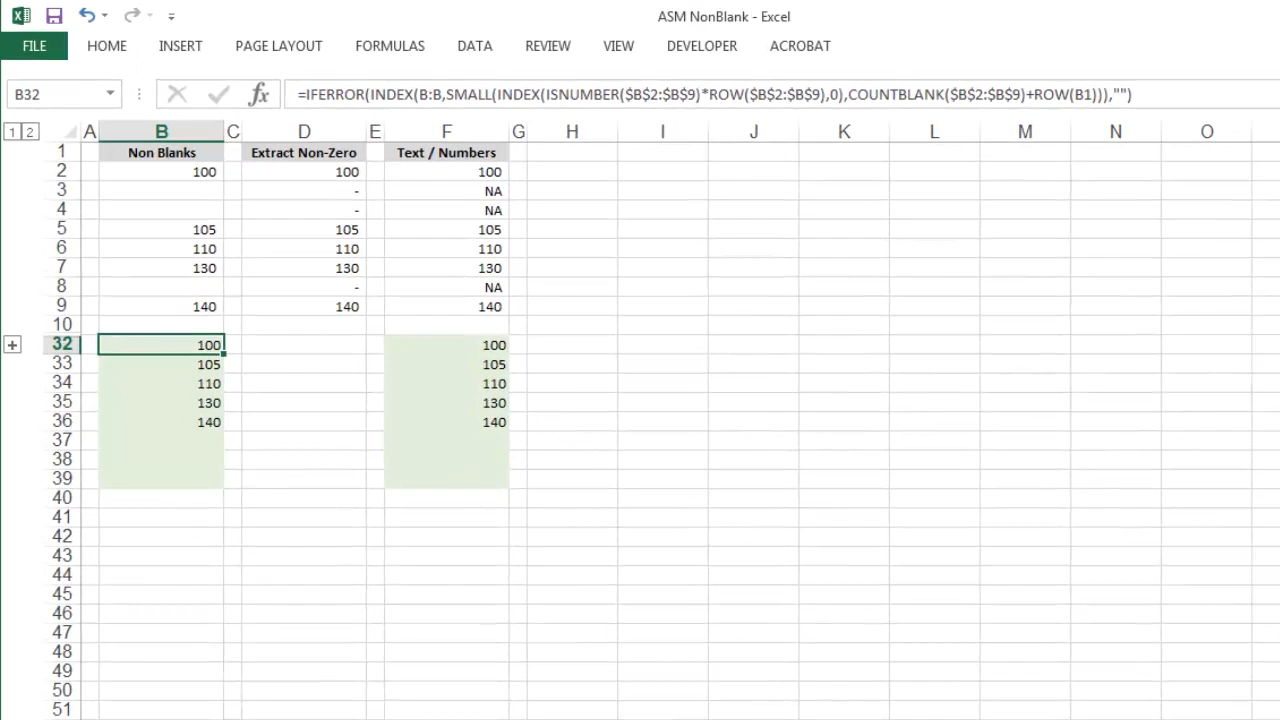 ASM NonBlank - Excel
FILE HOME INSERT PAGE LAYOUT FORMULAS DATA REVIEW VIEW DEVELOPER ACROBAT
B32 fx =IFERROR(INDEX(B:B,SMALL(INDEX(ISNUMBER($B$2:$B$9)*ROW($B$2:$B$9),0),COUNTBLANK($B$2:$B$9)+ROW(B1))),"")
1 2 A B C D E F G H I J K L M N O
1 Non Blanks Extract Non-Zero Text / Numbers
2 100 100 100
3 - NA
4 - NA
5 105 105 105
6 110 110 110
7 130 130 130
8 - NA
9 140 140 140
10
32 100 100
33 105 105
34 110 110
35 130 130
36 140 140
37
38
39
40
41
42
43
44
45
46
47
48
49
50
51